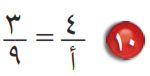 ١٠ ٤/أ = ٣/٩